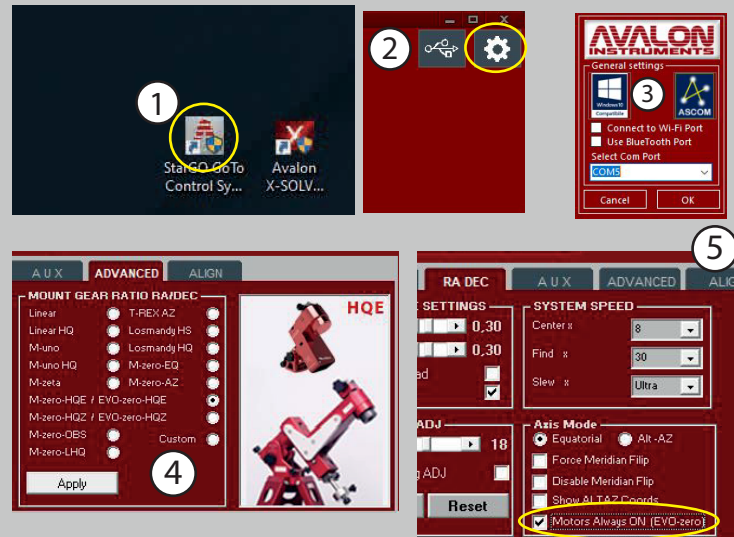 1
StarGO GoTo
Control Sy...
Avalon
X-SOLV...
2
AVALON
INSTRUMENTS
General settings
Windows10
Compatible
3
ASCOM
Connect to Wi-Fi Port
Use BlueTooth Port
Select Com Port
COM5
Cancel
OK
AUX
ADVANCED
ALIGN
MOUNT GEAR RATIO RA/DEC
Linear
T-REX AZ
Linear HQ
Losmandy HS
M-uno
Losmandy HQ
M-uno HQ
M-zero-EQ
M-zeta
M-zero-AZ
M-zero-HQE / EVO-zero-HQE
M-zero-HQZ / EVO-zero-HQZ
M-zero-OBS
Custom
M-zero-LHQ
Apply
4
HQE
5
RA DEC
AUX
ADVANCED
ALIG
SETTINGS
0,30
0,30
ad
ADJ
18
g ADJ
Reset
SYSTEM SPEED
Center x
8
Find x
30
Slew x
Ultra
Axis Mode
Equatorial
Alt-AZ
Force Meridian Filip
Disable Meridian Flip
Show ALTAZ Coords
Motors Always ON (EVO-zero)